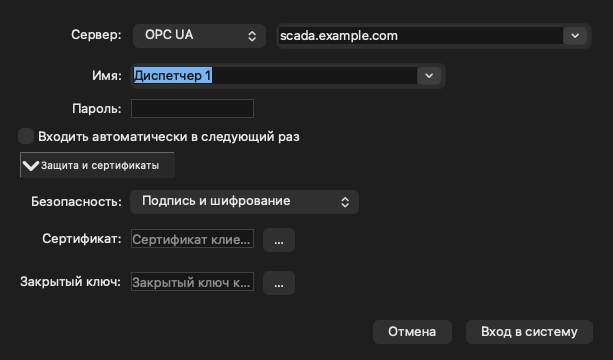 Сервер: OPC UA scada.example.com
Имя: Диспетчер 1
Пароль:
Входить автоматически в следующий раз
Защита и сертификаты
Безопасность: Подпись и шифрование
Сертификат: Сертификат клие... ...
Закрытый ключ: Закрытый ключ к... ...
Отмена Вход в систему